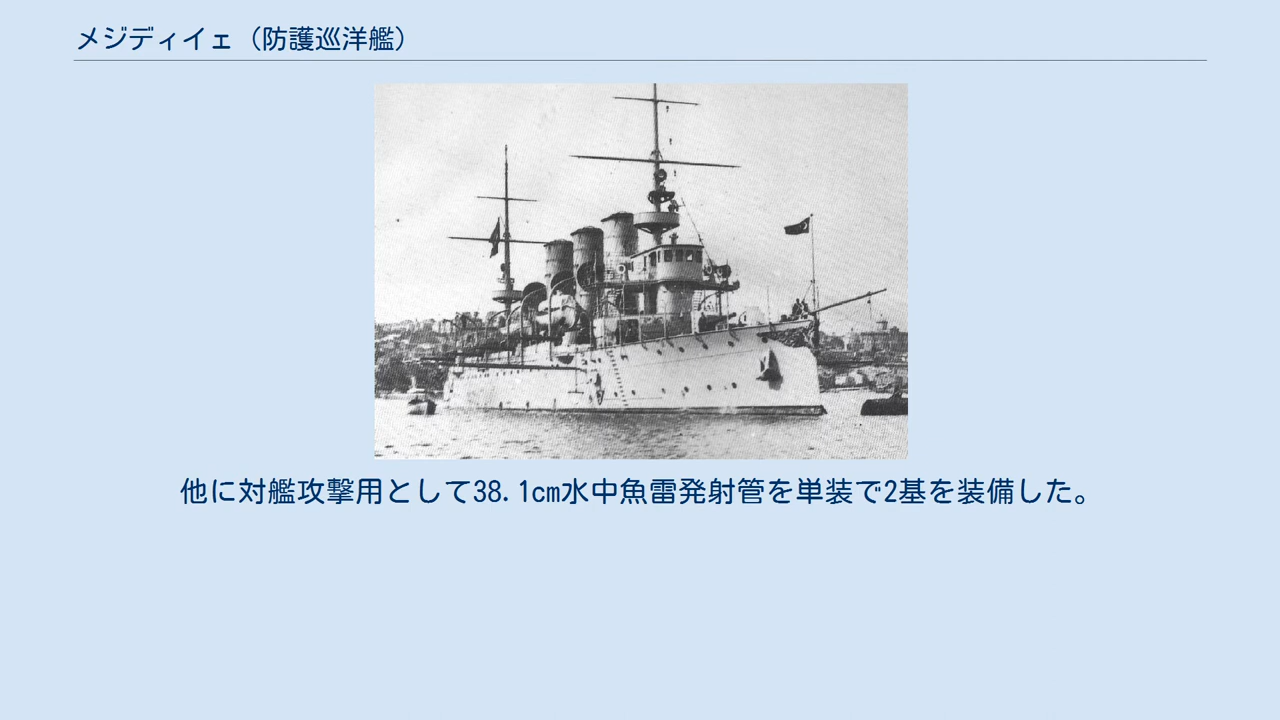 メジディイェ（防護巡洋艦）
他に対艦攻撃用として38.1cm水中魚雷発射管を単装で2基を装備した。